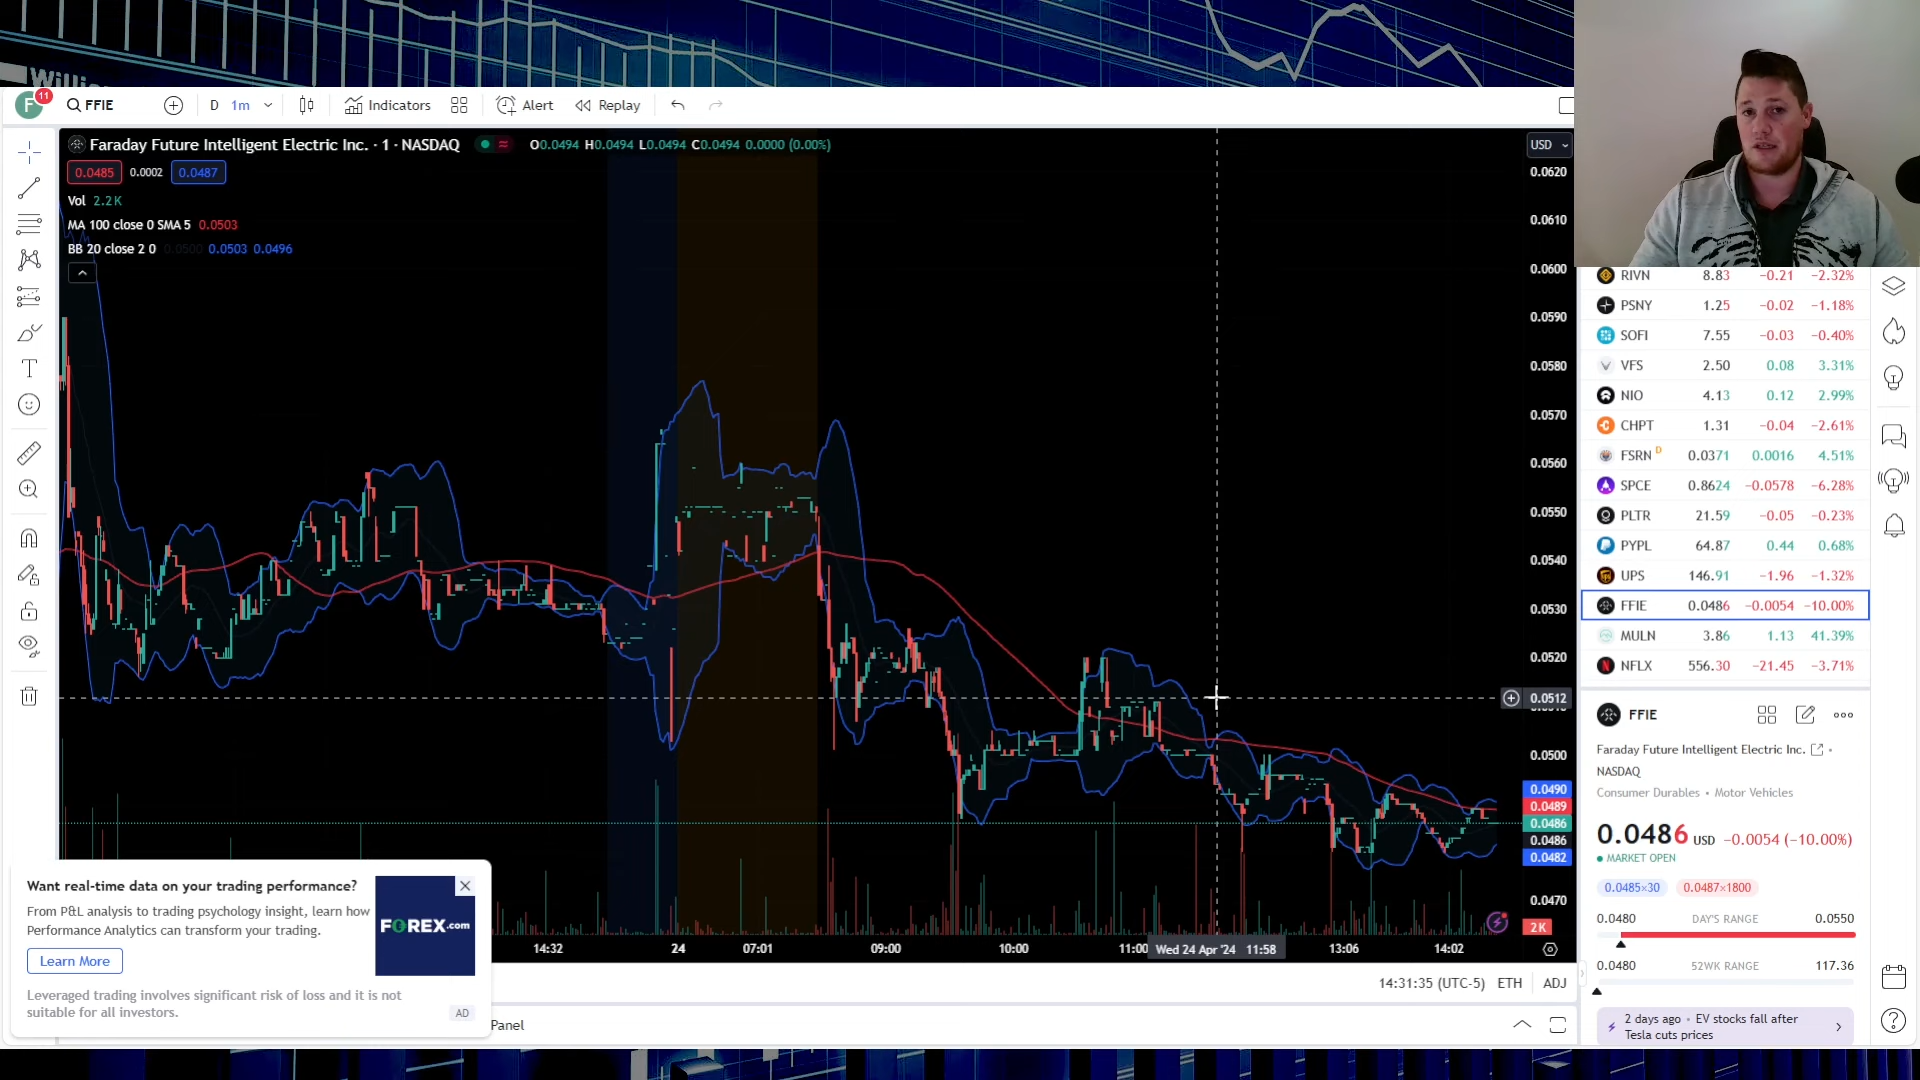 Willi
F 11 FFIE D 1m Indicators Alert Replay
Faraday Future Intelligent Electric Inc. · 1 · NASDAQ O0.0494 H0.0494 L0.0494 C0.0494 0.0000 (0.00%)
0.0485 0.0002 0.0487
Vol 2.2 K
MA 100 close 0 SMA 5 0.0503
BB 20 close 2 0 0.0500 0.0503 0.0496
USD
0.0620
0.0610
0.0600
0.0590
0.0580
0.0570
0.0560
0.0550
0.0540
0.0530
0.0520
0.0512
0.0500
0.0490
0.0489
0.0486
0.0486
0.0482
0.0470
2K
14:32 24 07:01 09:00 10:00 11:00 Wed 24 Apr '24 11:58 13:06 14:02
14:31:35 (UTC-5) ETH ADJ
Panel
Want real-time data on your trading performance?
From P&L analysis to trading psychology insight, learn how
Performance Analytics can transform your trading.
Learn More
FOREX.com
Leveraged trading involves significant risk of loss and it is not
suitable for all investors.
AD
RIVN 8.83 −0.21 −2.32%
PSNY 1.25 −0.02 −1.18%
SOFI 7.55 −0.03 −0.40%
VFS 2.50 0.08 3.31%
NIO 4.13 0.12 2.99%
CHPT 1.31 −0.04 −2.61%
FSRN D 0.0371 0.0016 4.51%
SPCE 0.8624 −0.0578 −6.28%
PLTR 21.59 −0.05 −0.23%
PYPL 64.87 0.44 0.68%
UPS 146.91 −1.96 −1.32%
FFIE 0.0486 −0.0054 −10.00%
MULN 3.86 1.13 41.39%
NFLX 556.30 −21.45 −3.71%
FFIE
Faraday Future Intelligent Electric Inc. •
NASDAQ
Consumer Durables • Motor Vehicles
0.0486 USD −0.0054 (−10.00%)
MARKET OPEN
0.0485×30 0.0487×1800
0.0480 DAY'S RANGE 0.0550
0.0480 52WK RANGE 117.36
2 days ago • EV stocks fall after
Tesla cuts prices